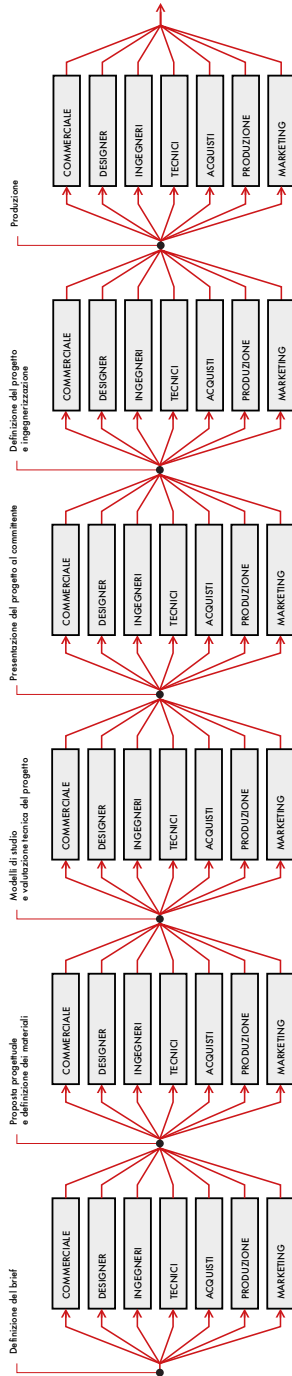 Definizione del brief
COMMERCIALE
DESIGNER
INGEGNERI
TECNICI
ACQUISTI
PRODUZIONE
MARKETING
Proposta progettuale
e definizione dei materiali
COMMERCIALE
DESIGNER
INGEGNERI
TECNICI
ACQUISTI
PRODUZIONE
MARKETING
Modelli di studio
e valutazione tecnica del progetto
COMMERCIALE
DESIGNER
INGEGNERI
TECNICI
ACQUISTI
PRODUZIONE
MARKETING
Presentazione del progetto al committente
COMMERCIALE
DESIGNER
INGEGNERI
TECNICI
ACQUISTI
PRODUZIONE
MARKETING
Definizione del progetto
e ingegnerizzazione
COMMERCIALE
DESIGNER
INGEGNERI
TECNICI
ACQUISTI
PRODUZIONE
MARKETING
Produzione
COMMERCIALE
DESIGNER
INGEGNERI
TECNICI
ACQUISTI
PRODUZIONE
MARKETING